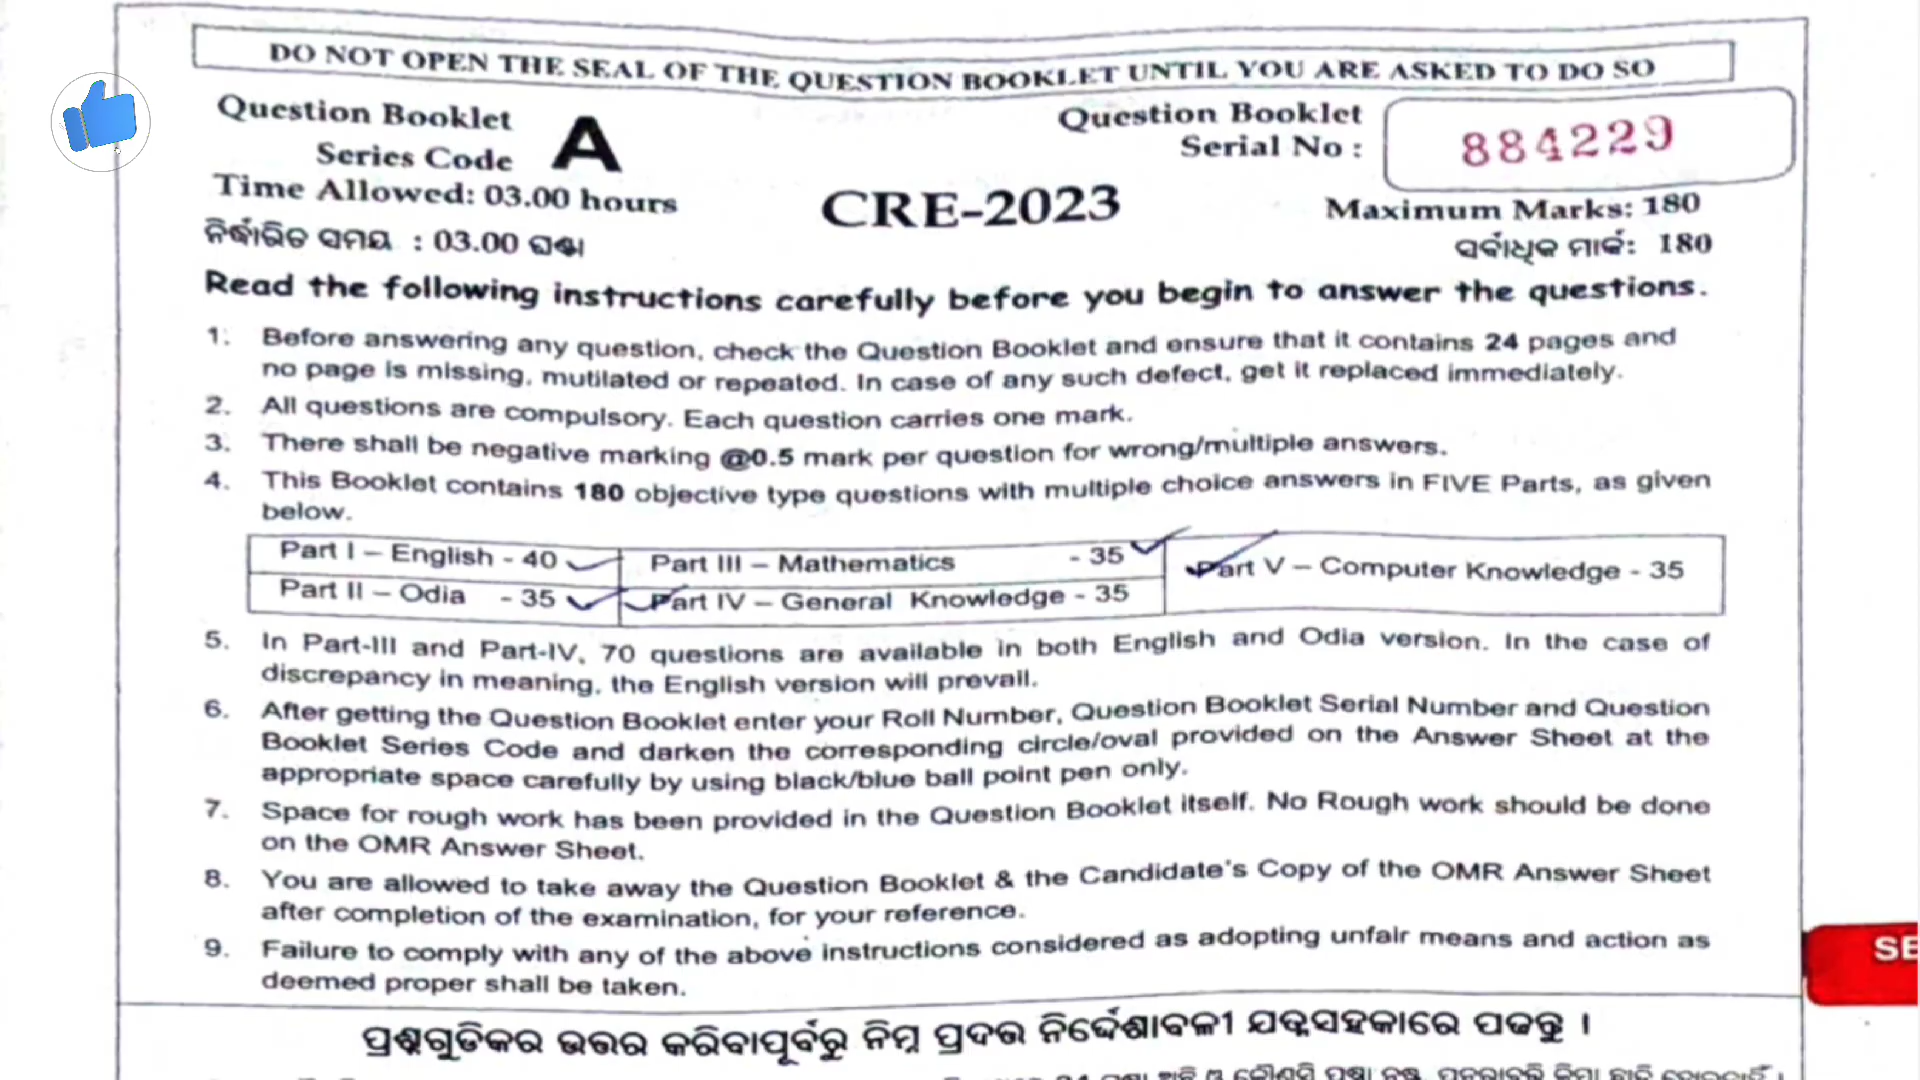 DO NOT OPEN THE SEAL OF THE QUESTION BOOKLET UNTIL YOU ARE ASKED TO DO SO
Question Booklet
Series Code A
Question Booklet
Serial No : 884229
Time Allowed: 03.00 hours
ନିର୍ଦ୍ଧାରିତ ସମୟ : 03.00 ଘଣ୍ଟା
CRE-2023
Maximum Marks: 180
ସର୍ବାଧିକ ମାର୍କ: 180
Read the following instructions carefully before you begin to answer the questions.
1. Before answering any question, check the Question Booklet and ensure that it contains 24 pages and
no page is missing, mutilated or repeated. In case of any such defect, get it replaced immediately.
2. All questions are compulsory. Each question carries one mark.
3. There shall be negative marking @0.5 mark per question for wrong/multiple answers.
4. This Booklet contains 180 objective type questions with multiple choice answers in FIVE Parts, as given
below.
Part I – English - 40 Part III – Mathematics - 35 Part V – Computer Knowledge - 35
Part II – Odia - 35 Part IV – General Knowledge - 35
5. In Part-III and Part-IV, 70 questions are available in both English and Odia version. In the case of
discrepancy in meaning, the English version will prevail.
6. After getting the Question Booklet enter your Roll Number, Question Booklet Serial Number and Question
Booklet Series Code and darken the corresponding circle/oval provided on the Answer Sheet at the
appropriate space carefully by using black/blue ball point pen only.
7. Space for rough work has been provided in the Question Booklet itself. No Rough work should be done
on the OMR Answer Sheet.
8. You are allowed to take away the Question Booklet & the Candidate's Copy of the OMR Answer Sheet
after completion of the examination, for your reference.
9. Failure to comply with any of the above instructions considered as adopting unfair means and action as
deemed proper shall be taken.
SE
ପ୍ରଶ୍ନଗୁଡିକର ଉତ୍ତର କରିବାପୂର୍ବରୁ ନିମ୍ନ ପ୍ରଦତ୍ତ ନିର୍ଦ୍ଦେଶାବଳୀ ଯତ୍ନସହକାରେ ପଢନ୍ତୁ ।